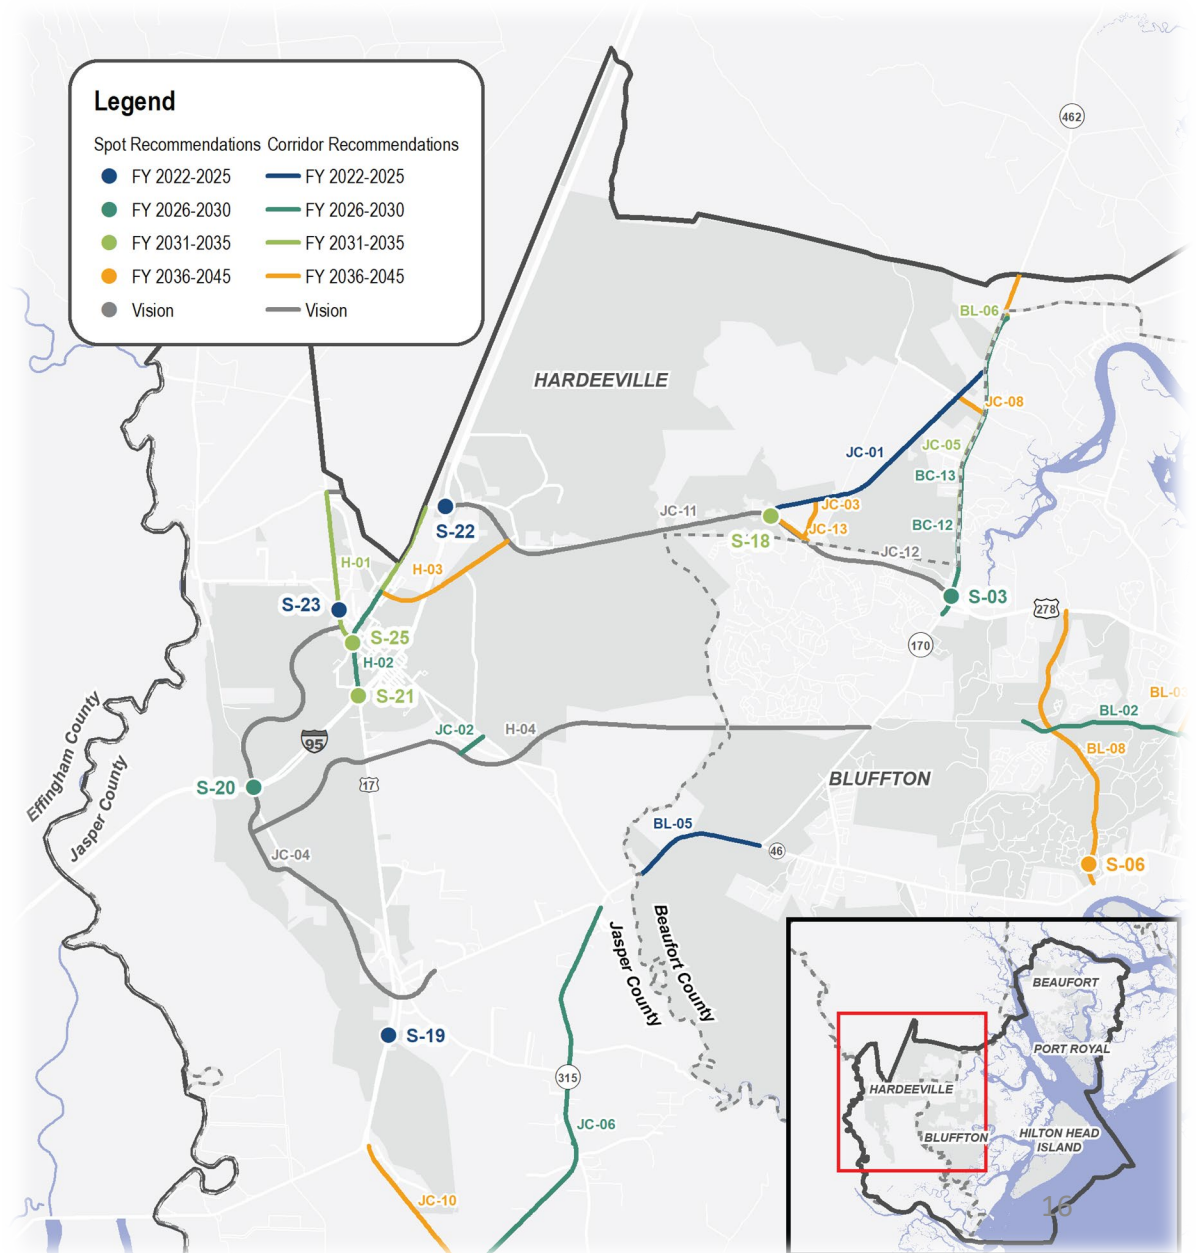 Legend
Spot Recommendations Corridor Recommendations
FY 2022-2025 FY 2022-2025
FY 2026-2030 FY 2026-2030
FY 2031-2035 FY 2031-2035
FY 2036-2045 FY 2036-2045
Vision Vision
462
BL-06
HARDEEVILLE
JC-08
JC-05
JC-01
BC-13
JC-03
JC-11
S-22
JC-13
BC-12
S-18
JC-12
H-01
H-03
S-23
S-03
278
S-25
170
H-02
S-21
BL-0
BL-02
JC-02
H-04
95
BL-08
Effingham County
Jasper County
17
S-20
BLUFFTON
BL-05
46
JC-04
S-06
Beaufort County
Jasper County
S-19
315
JC-06
JC-10
BEAUFORT
PORT ROYAL
HARDEEVILLE
BLUFFTON
HILTON HEAD
ISLAND
16